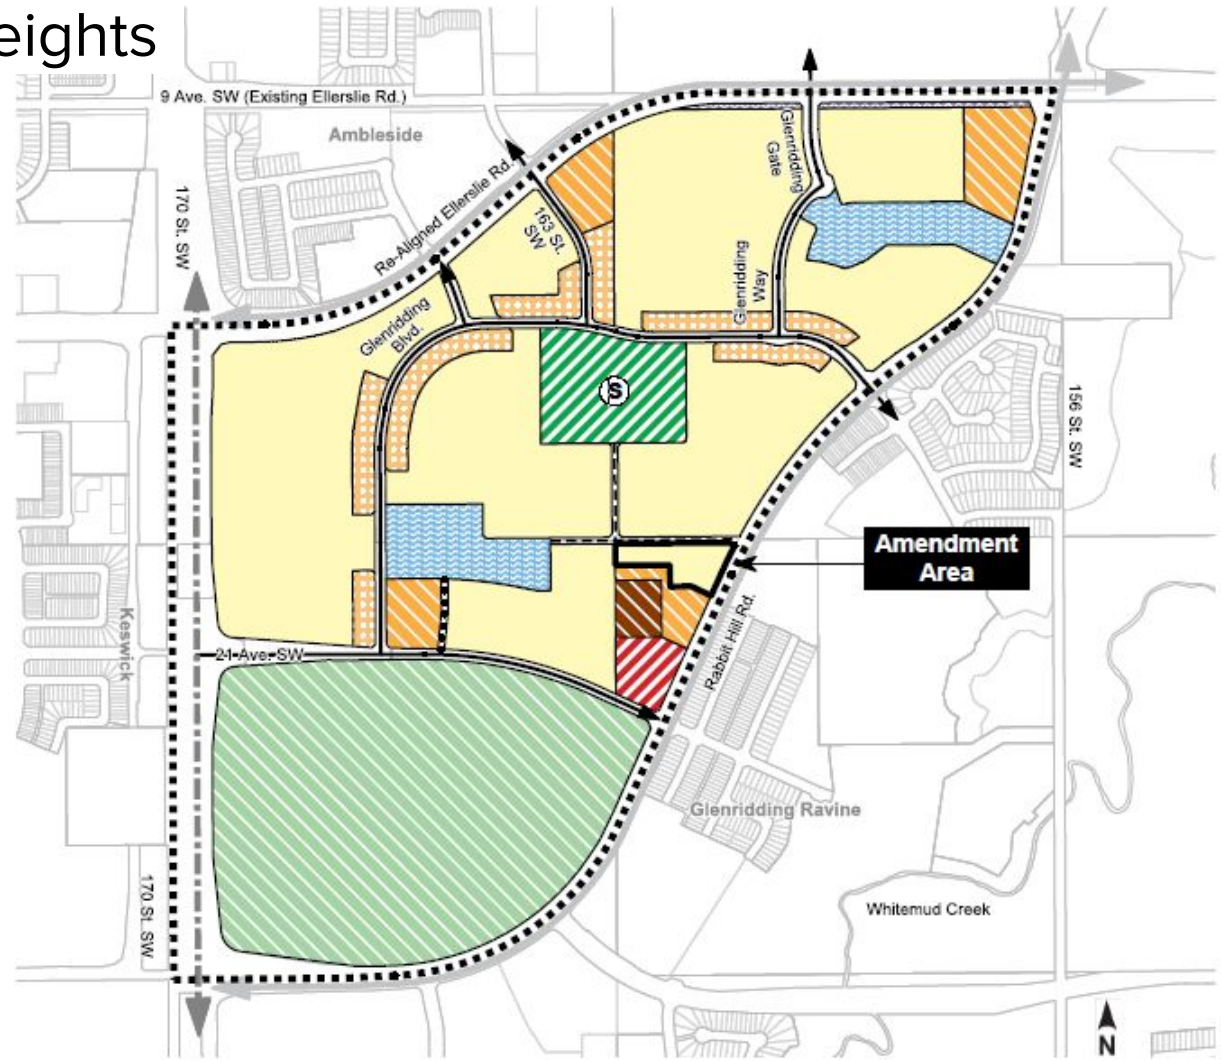 eights
9 Ave. SW (Existing Ellerslie Rd.)
Ambleside
170 St. SW
Re-Aligned Ellerslie Rd.
163 St.
SW
Glenridding
Gate
Glenridding
Way
Glenridding
Blvd.
S
156 St. SW
Amendment
Area
Keswick
21 Ave. SW
Rabbit Hill Rd.
Glenridding Ravine
170 St. SW
Whitemud Creek
N